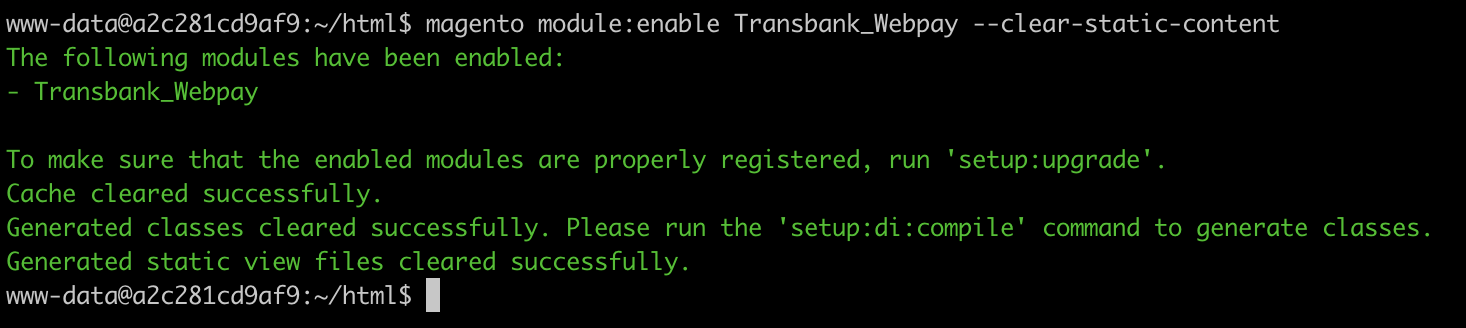 www-data@a2c281cd9af9:~/html$ magento module:enable Transbank_Webpay --clear-static-content
The following modules have been enabled:
- Transbank_Webpay
To make sure that the enabled modules are properly registered, run 'setup:upgrade'.
Cache cleared successfully.
Generated classes cleared successfully. Please run the 'setup:di:compile' command to generate classes.
Generated static view files cleared successfully.
www-data@a2c281cd9af9:~/html$